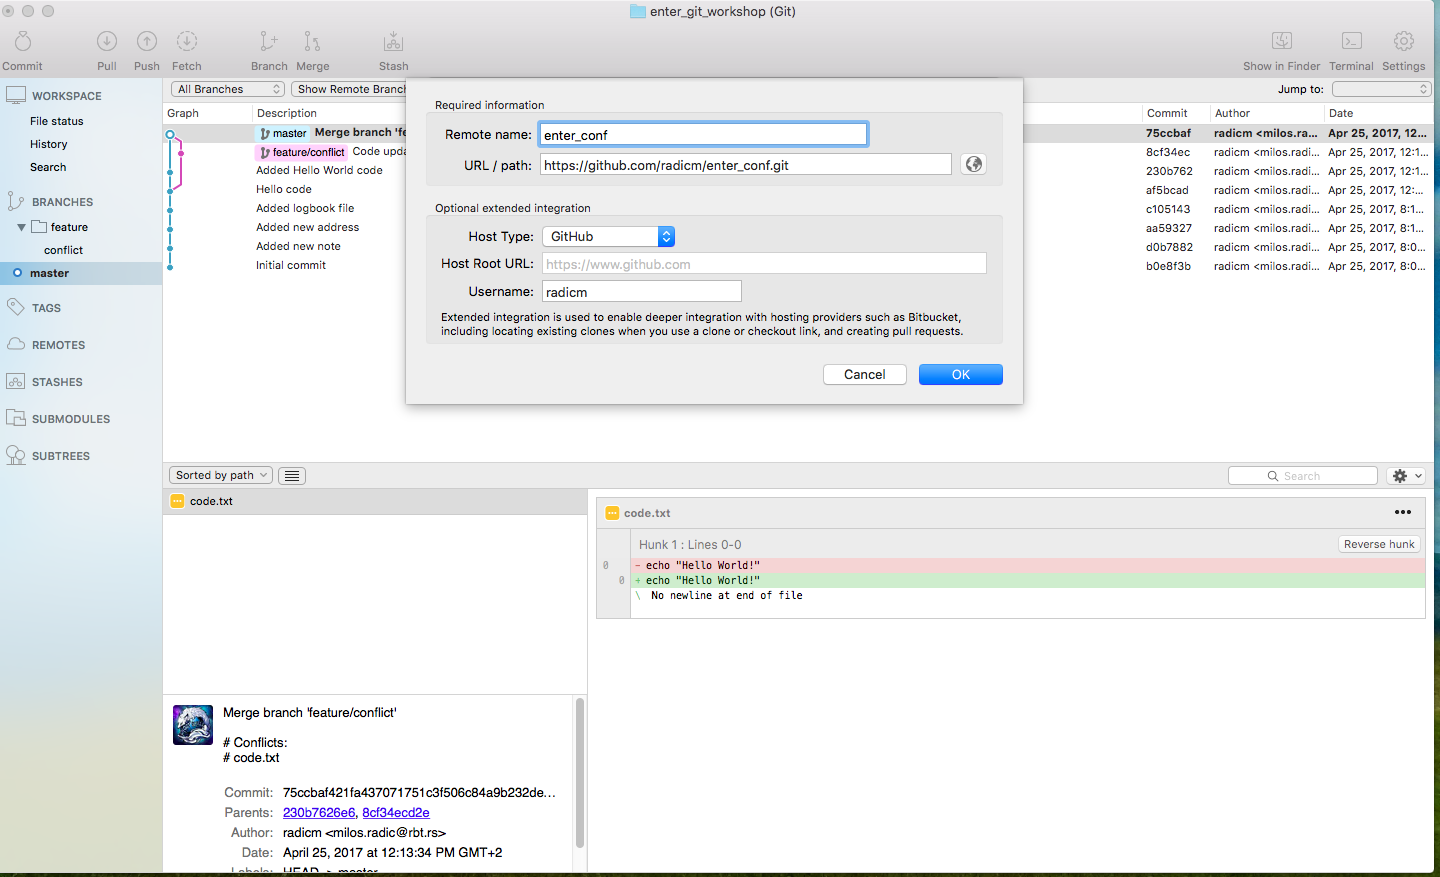 enter_git_workshop (Git)
Commit Pull Push Fetch Branch Merge Stash Show in Finder Terminal Settings
WORKSPACE
File status
History
Search
BRANCHES
feature
conflict
master
TAGS
REMOTES
STASHES
SUBMODULES
SUBTREES
All Branches Show Remote Branch Jump to:
Graph Description Commit Author Date
master Merge branch 'fe 75ccbaf radicm <milos.ra... Apr 25, 2017, 12...
feature/conflict Code upda 8cf34ec radicm <milos.radi... Apr 25, 2017, 12:1...
Added Hello World code 230b762 radicm <milos.radi... Apr 25, 2017, 12:1...
Hello code af5bcad radicm <milos.radi... Apr 25, 2017, 12:...
Added logbook file c105143 radicm <milos.radi... Apr 25, 2017, 8:1...
Added new address aa59327 radicm <milos.radi... Apr 25, 2017, 8:1...
Added new note d0b7882 radicm <milos.radi... Apr 25, 2017, 8:0...
Initial commit b0e8f3b radicm <milos.radi... Apr 25, 2017, 8:0...
Required information
Remote name: enter_conf
URL / path: https://github.com/radicm/enter_conf.git
Optional extended integration
Host Type: GitHub
Host Root URL: https://www.github.com
Username: radicm
Extended integration is used to enable deeper integration with hosting providers such as Bitbucket,
including locating existing clones when you use a clone or checkout link, and creating pull requests.
Cancel OK
Sorted by path Search
code.txt
code.txt •••
Hunk 1 : Lines 0-0 Reverse hunk
0 - echo "Hello World!"
0 + echo "Hello World!"
\ No newline at end of file
Merge branch 'feature/conflict'
# Conflicts:
# code.txt
Commit: 75ccbaf421fa437071751c3f506c84a9b232de...
Parents: 230b7626e6, 8cf34ecd2e
Author: radicm <milos.radic@rbt.rs>
Date: April 25, 2017 at 12:13:34 PM GMT+2
Labels: HEAD -> master